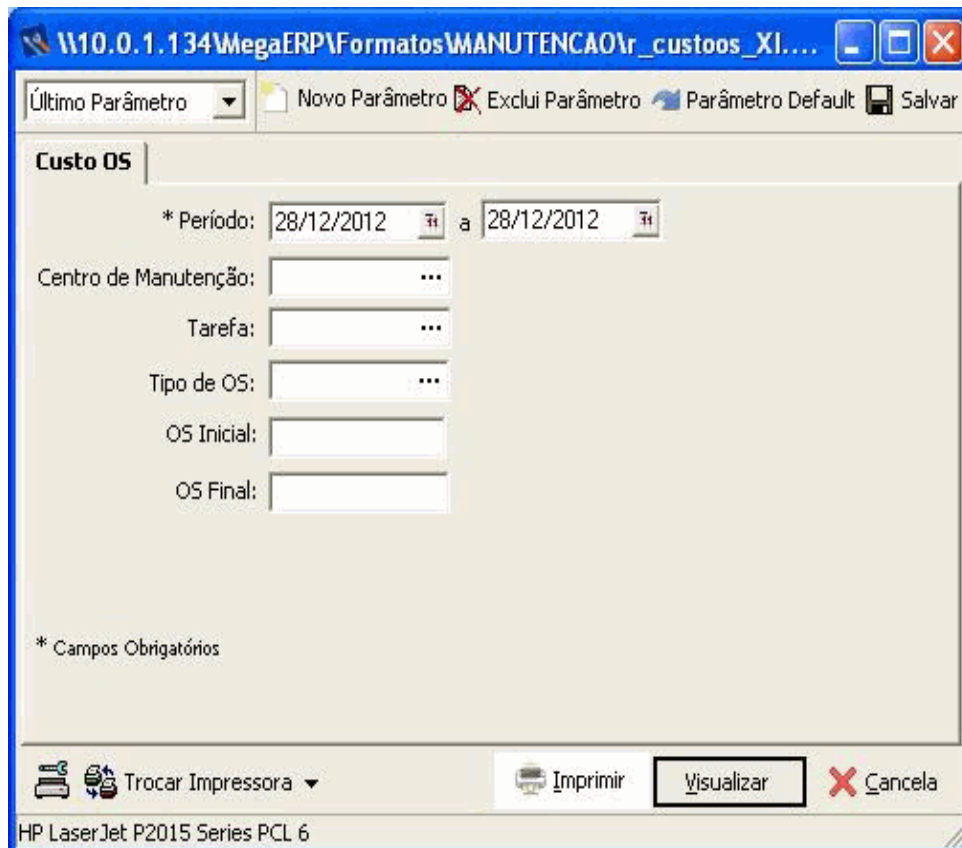 \\10.0.1.134\MegaERP\Formatos\MANUTENCAO\r_custoos_XI....
Último Parâmetro Novo Parâmetro Exclui Parâmetro Parâmetro Default Salvar
Custo OS
* Período: 28/12/2012 a 28/12/2012
Centro de Manutenção: ...
Tarefa: ...
Tipo de OS: ...
OS Inicial:
OS Final:
* Campos Obrigatórios
Trocar Impressora Imprimir Visualizar Cancela
HP LaserJet P2015 Series PCL 6